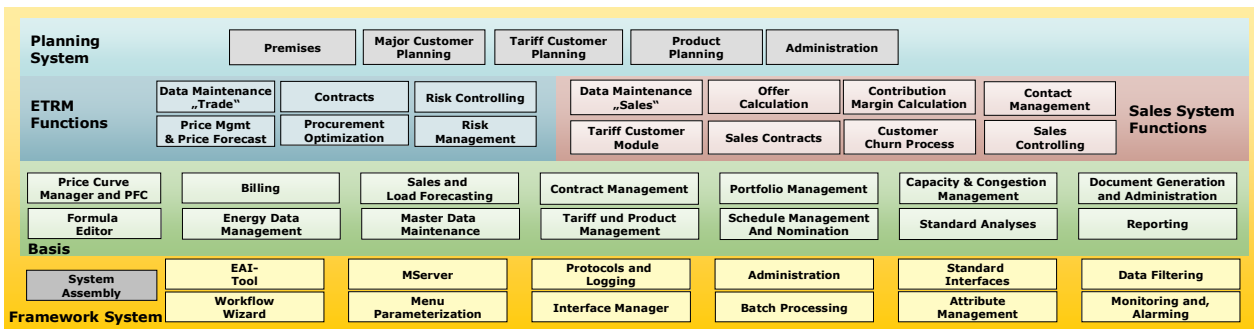 Planning
System
Premises
Major Customer
Planning
Tariff Customer
Planning
Product
Planning
Administration
ETRM
Functions
Data Maintenance
„Trade“
Contracts
Risk Controlling
Price Mgmt
& Price Forecast
Procurement
Optimization
Risk
Management
Data Maintenance
„Sales“
Offer
Calculation
Contribution
Margin Calculation
Contact
Management
Tariff Customer
Module
Sales Contracts
Customer
Churn Process
Sales
Controlling
Sales System
Functions
Price Curve
Manager and PFC
Billing
Sales and
Load Forecasting
Contract Management
Portfolio Management
Capacity & Congestion
Management
Document Generation
and Administration
Formula
Editor
Energy Data
Management
Master Data
Maintenance
Tariff und Product
Management
Schedule Management
And Nomination
Standard Analyses
Reporting
Basis
System
Assembly
EAI-
Tool
MServer
Protocols and
Logging
Administration
Standard
Interfaces
Data Filtering
Workflow
Wizard
Menu
Parameterization
Interface Manager
Batch Processing
Attribute
Management
Monitoring and,
Alarming
Framework System